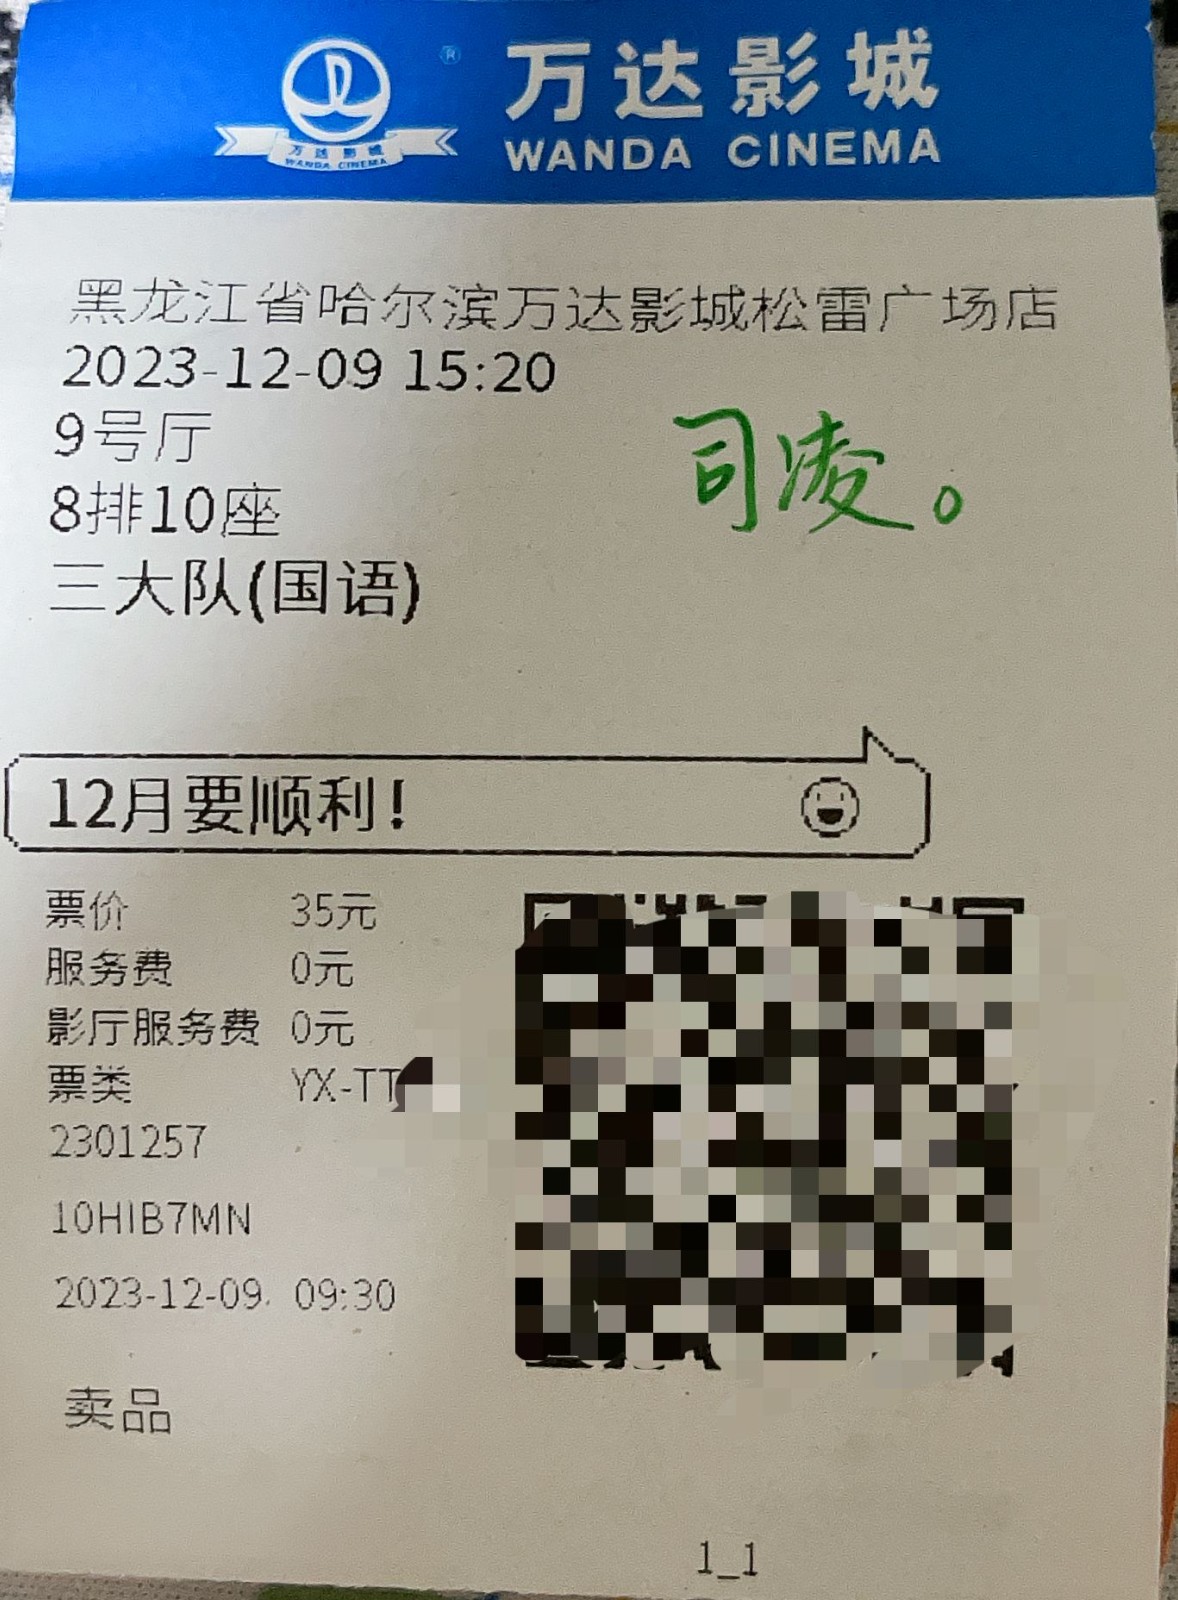 ® 万达影城
WANDA CINEMA
万达影城
WANDA CINEMA
黑龙江省哈尔滨万达影城松雷广场店
2023-12-09 15:20
9号厅
司凌。
8排10座
三大队(国语)
12月要顺利!
票价 35元
服务费 0元
影厅服务费 0元
票类 YX-TT
2301257
10HIB7MN
2023-12-09 09:30
卖品
1_1